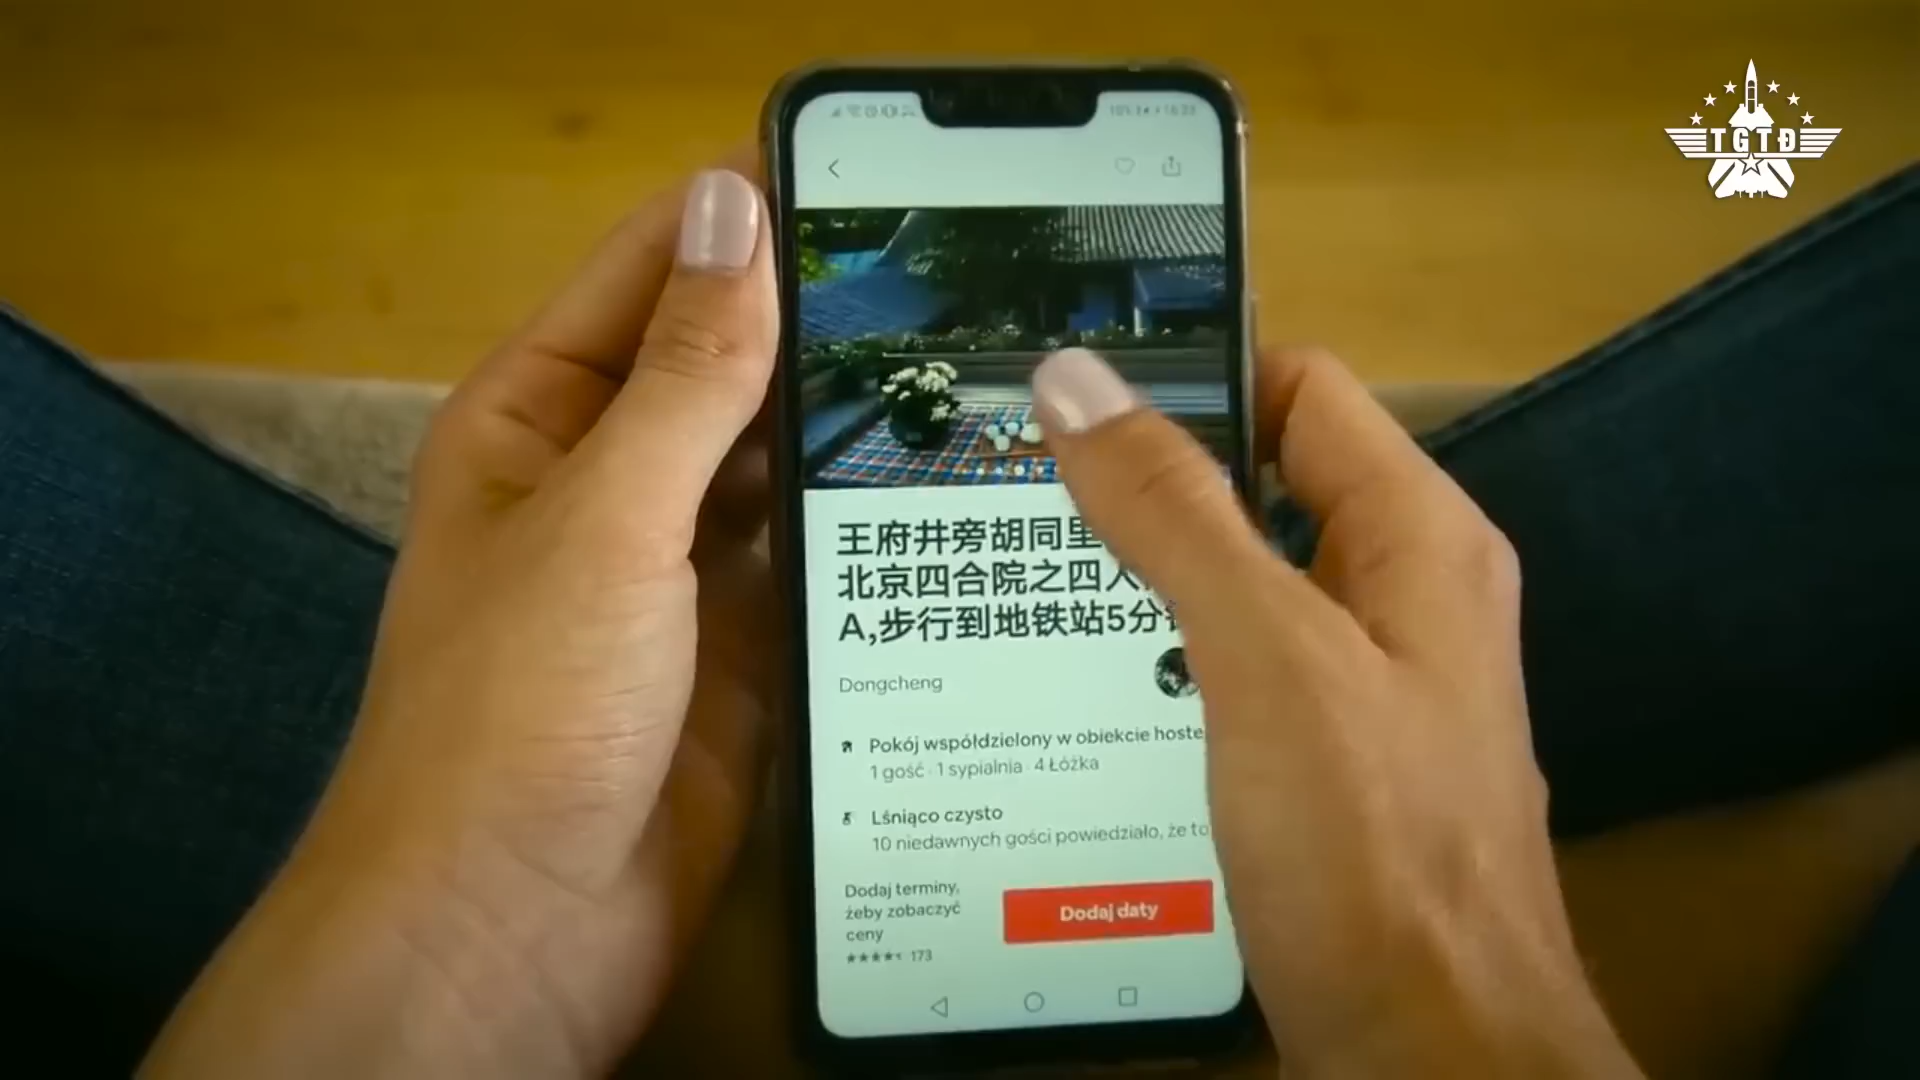 TGTĐ
王府井旁胡同里
北京四合院之四人
A,步行到地铁站5分
Dongcheng
Pokój współdzielony w obiekcie hoste
1 gość · 1 sypialnia · 4 Łóżka
Lśniąco czysto
10 niedawnych gości powiedziało, że to
Dodaj terminy,
żeby zobaczyć
ceny
Dodaj daty
173